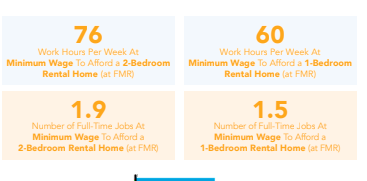 76
Work Hours Per Week At
Minimum Wage To Afford a 2-Bedroom
Rental Home (at FMR)
60
Work Hours Per Week At
Minimum Wage To Afford a 1-Bedroom
Rental Home (at FMR)
1.9
Number of Full-Time Jobs At
Minimum Wage To Afford a
2-Bedroom Rental Home (at FMR)
1.5
Number of Full-Time Jobs At
Minimum Wage To Afford a
1-Bedroom Rental Home (at FMR)